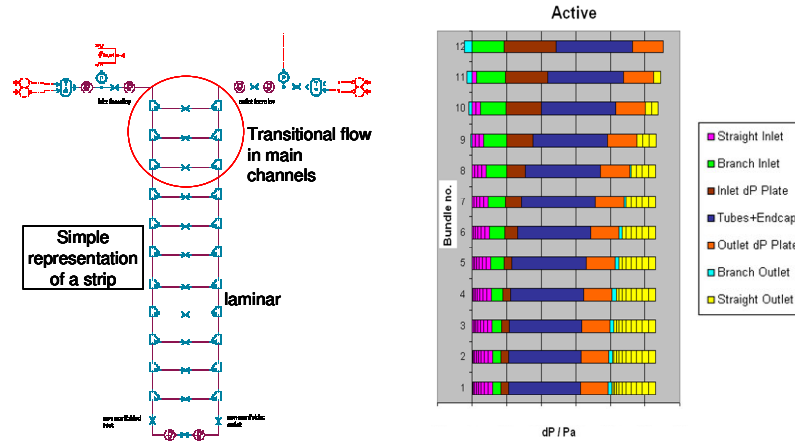 Active
Transitional flow
in main
channels
Simple
representation
of a strip
laminar
Bundle no.
12
11
10
9
8
7
6
5
4
3
2
1
dP / Pa
Straight Inlet
Branch Inlet
Inlet dP Plate
Tubes+Endcap
Outlet dP Plate
Branch Outlet
Straight Outlet